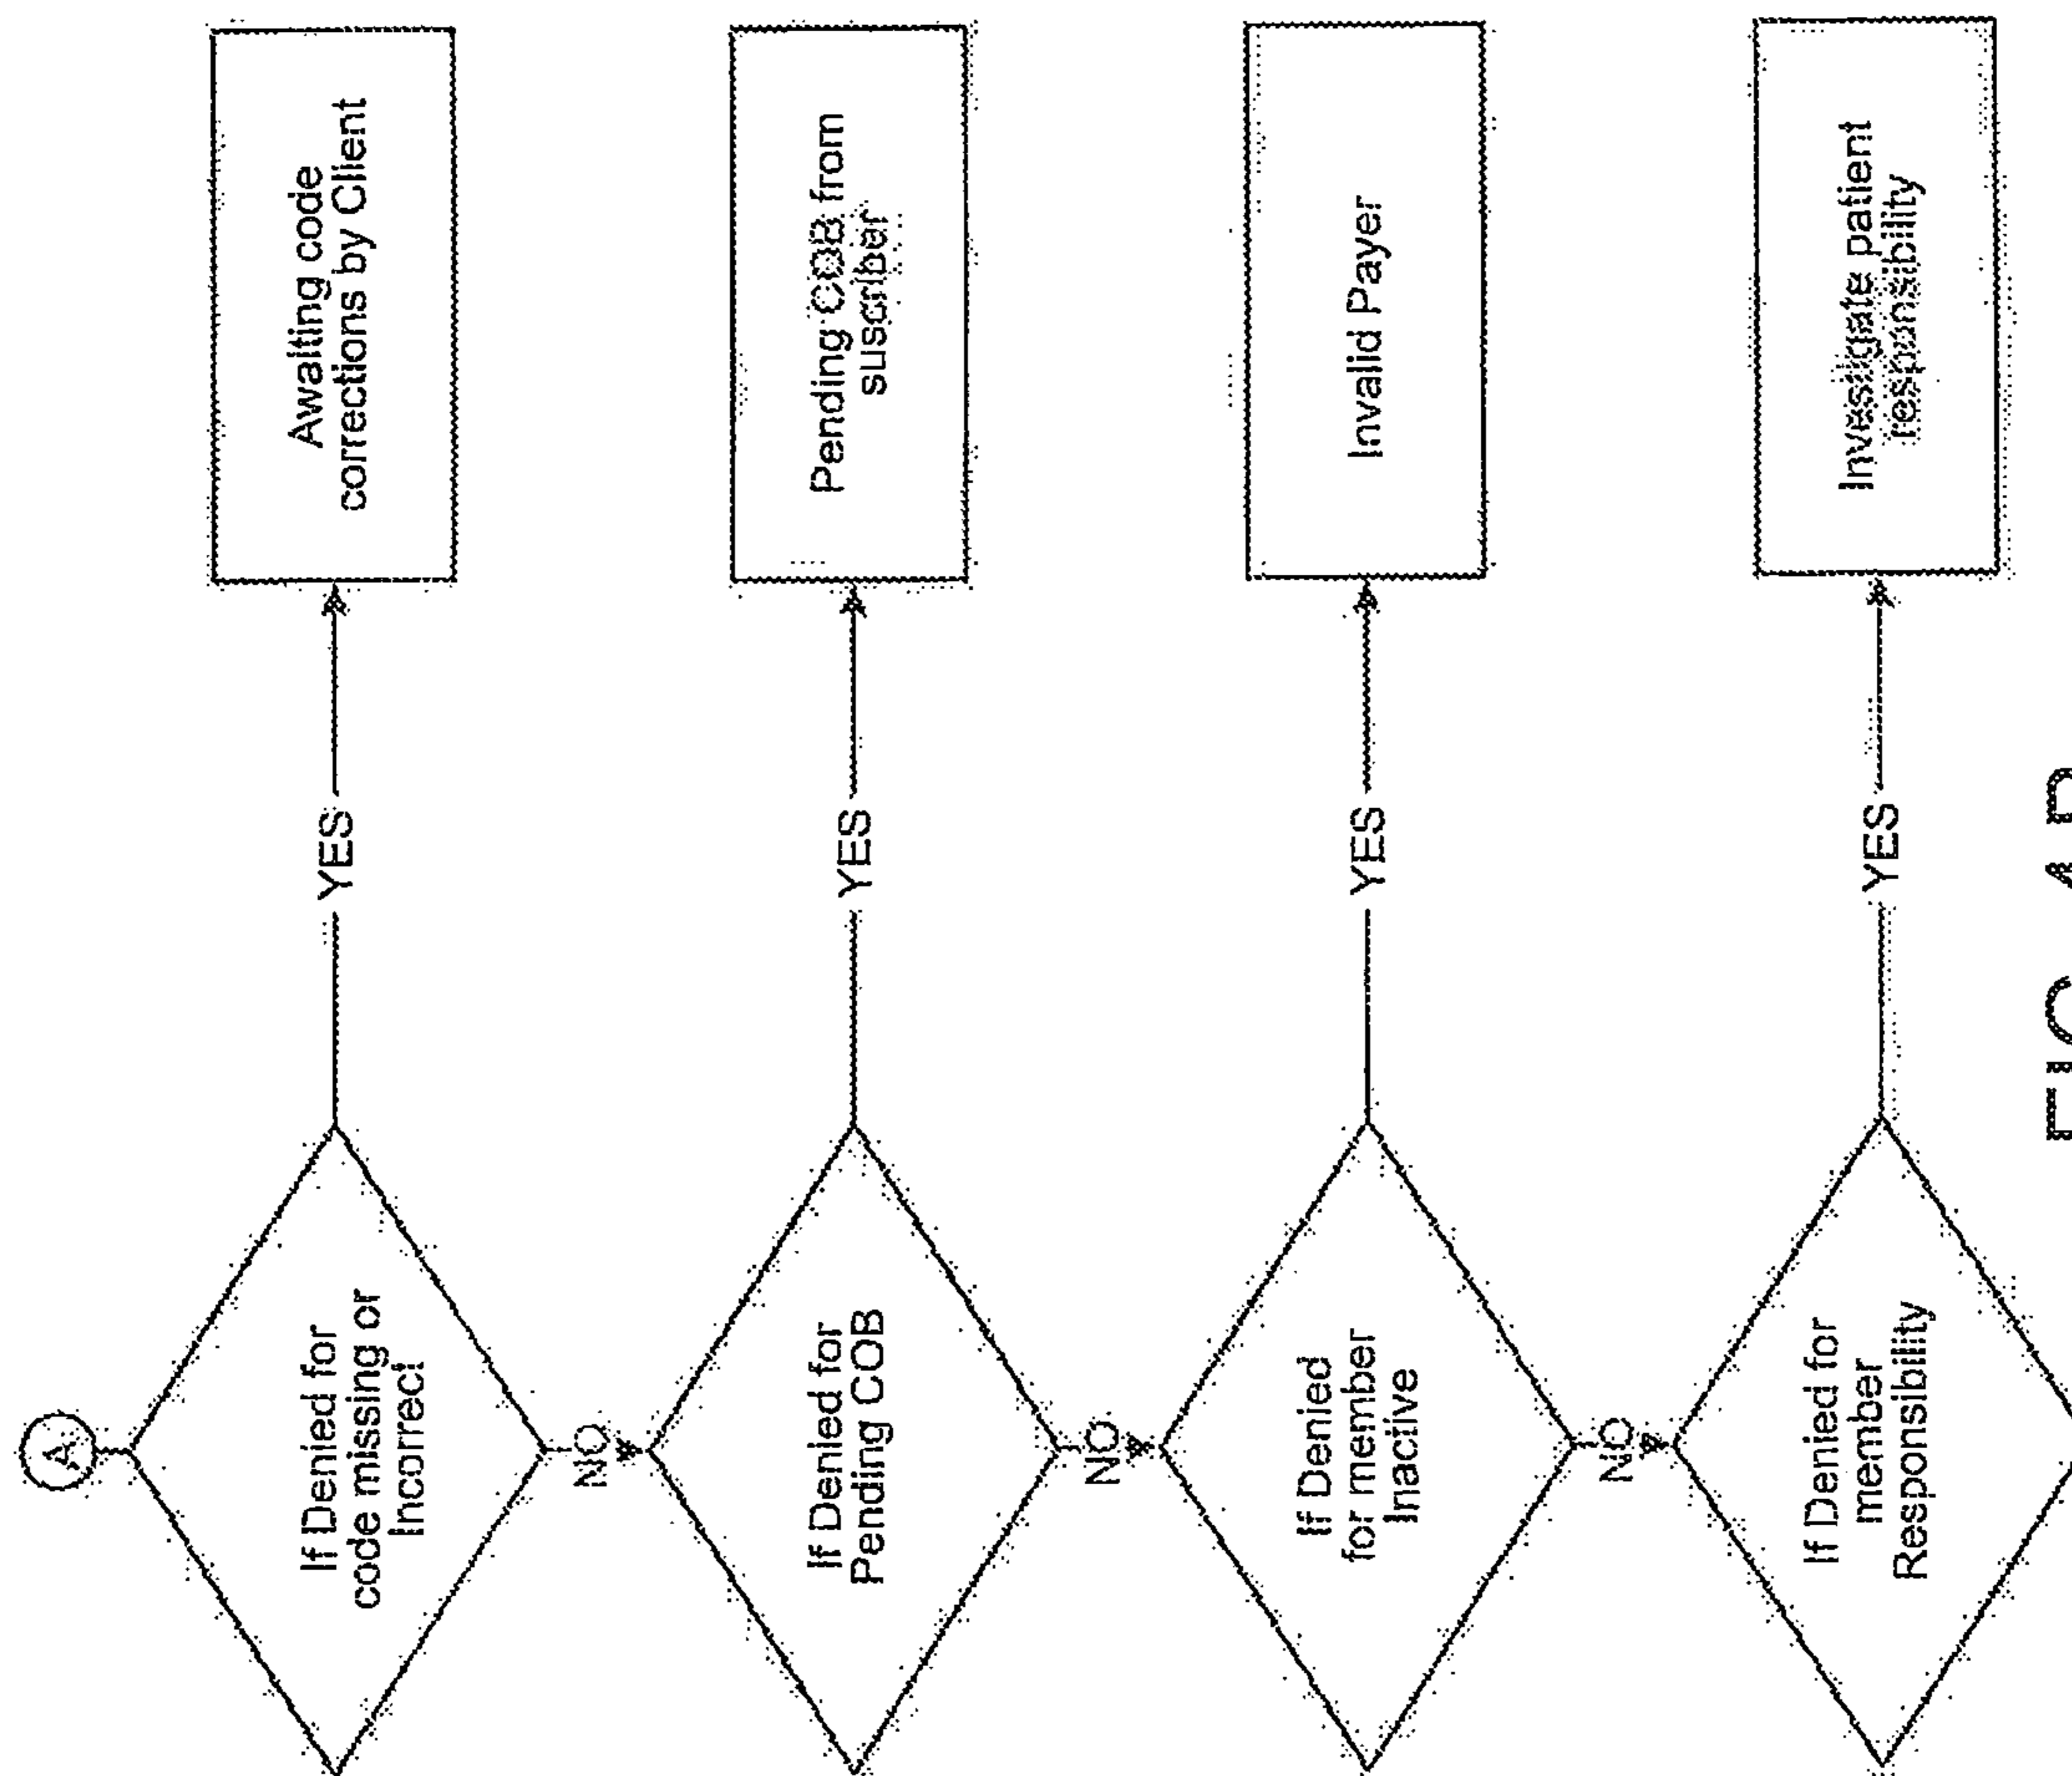 A
If Denied for
code missing or
Incorrect
YES
Awaiting code
corrections by Client
NO
If Denied for
Pending COB
YES
Pending COB from
suscriber
NO
If Denied
for member
Inactive
YES
Invalid Payer
NO
If Denied for
member
Responsibility
YES
Investigate patient
responsibility